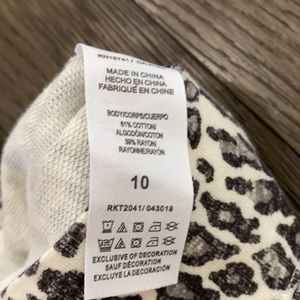 MADE IN CHINA
HECHO EN CHINA
FABRIQUÉ EN CHINE
BODY/CORPS/CUERPO
61% COTTON/
ALGODÓN/COTON
39% RAYON/
RAYONNE/RAYÓN
10
RKT2041/ 043019
EXCLUSIVE OF DECORATION
SAUF DÉCORATION
EXCLUYE LA DECORACIÓN